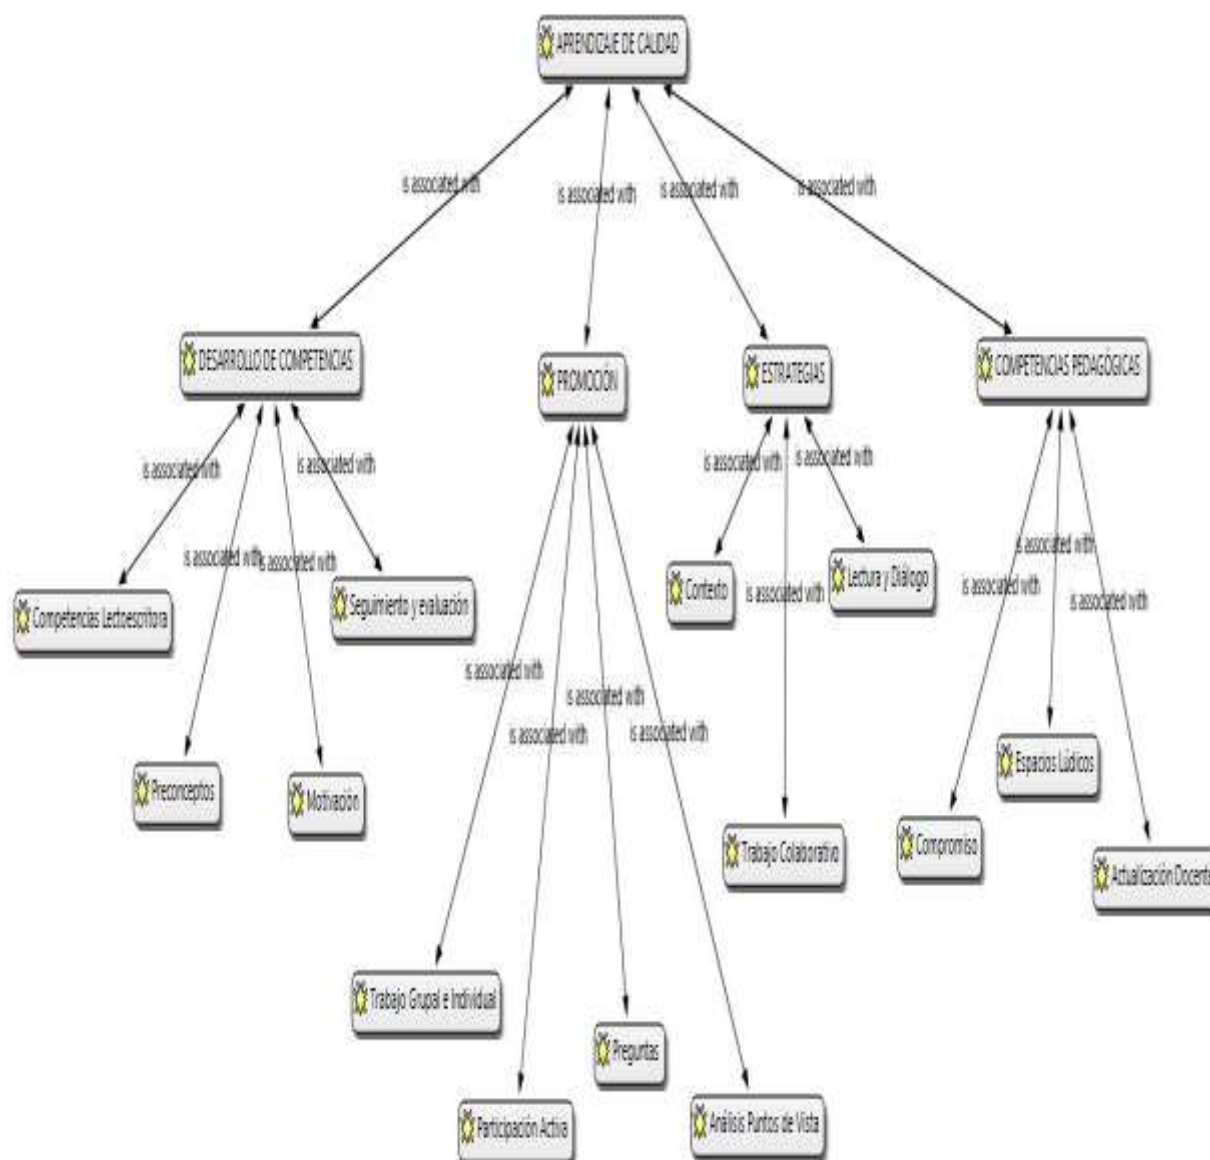 APRENDIZAJE DE CALIDAD
is associated with
is associated with
is associated with
is associated with
DESARROLLO DE COMPETENCIAS
PROMOCIÓN
ESTRATEGIAS
COMPETENCIAS PEDAGÓGICAS
is associated with
is associated with
is associated with
is associated with
is associated with
is associated with
is associated with
is associated with
is associated with
is associated with
Competencias Lectoescritora
Seguimiento y evaluación
Contexto
Lectura y Diálogo
is associated with
is associated with
is associated with
is associated with
Preconceptos
Motivación
Trabajo Colaborativo
Espacios Lúdicos
Compromiso
Actualización Docente
Trabajo Grupal e Individual
Preguntas
Participación Activa
Análisis Puntos de Vista